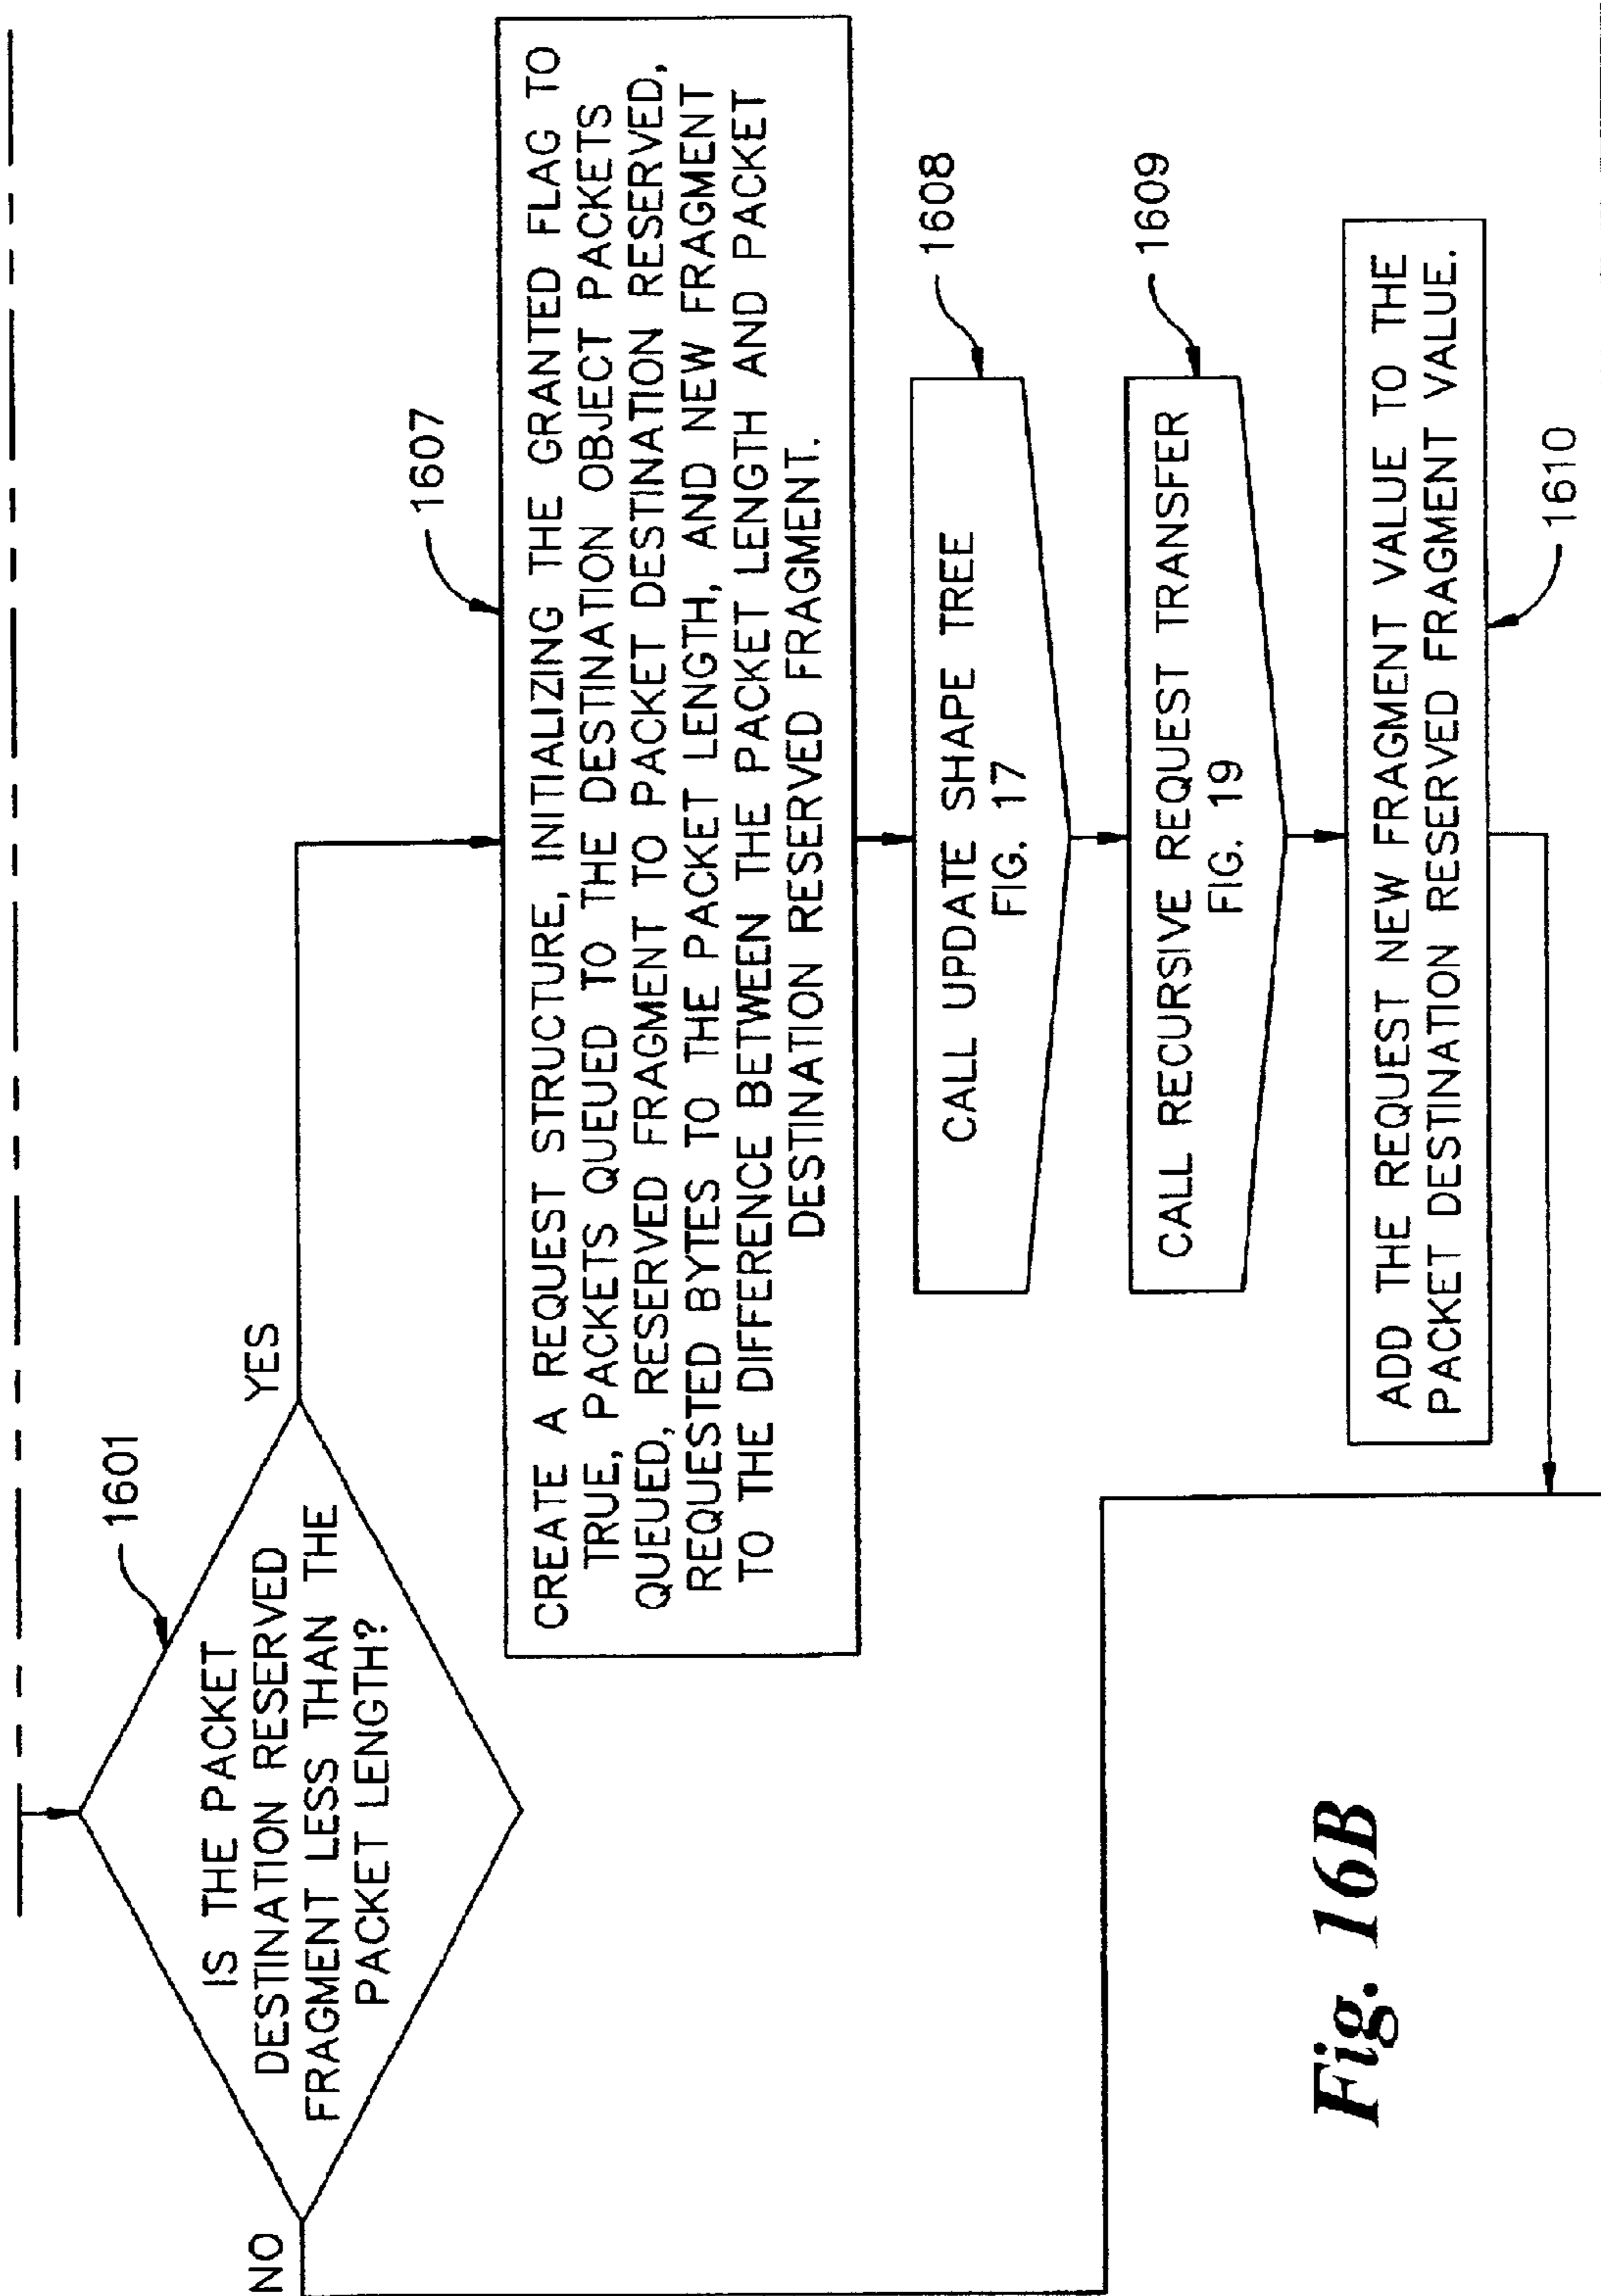 1601
IS THE PACKET
DESTINATION RESERVED
FRAGMENT LESS THAN THE
PACKET LENGTH?
NO
YES
1607
CREATE A REQUEST STRUCTURE, INITIALIZING THE GRANTED FLAG TO
TRUE, PACKETS QUEUED TO THE DESTINATION OBJECT PACKETS
QUEUED, RESERVED FRAGMENT TO PACKET DESTINATION RESERVED,
REQUESTED BYTES TO THE PACKET LENGTH, AND NEW FRAGMENT
TO THE DIFFERENCE BETWEEN THE PACKET LENGTH AND PACKET
DESTINATION RESERVED FRAGMENT.
1608
CALL UPDATE SHAPE TREE
FIG. 17
1609
CALL RECURSIVE REQUEST TRANSFER
FIG. 19
ADD THE REQUEST NEW FRAGMENT VALUE TO THE
PACKET DESTINATION RESERVED FRAGMENT VALUE.
1610
Fig. 16B